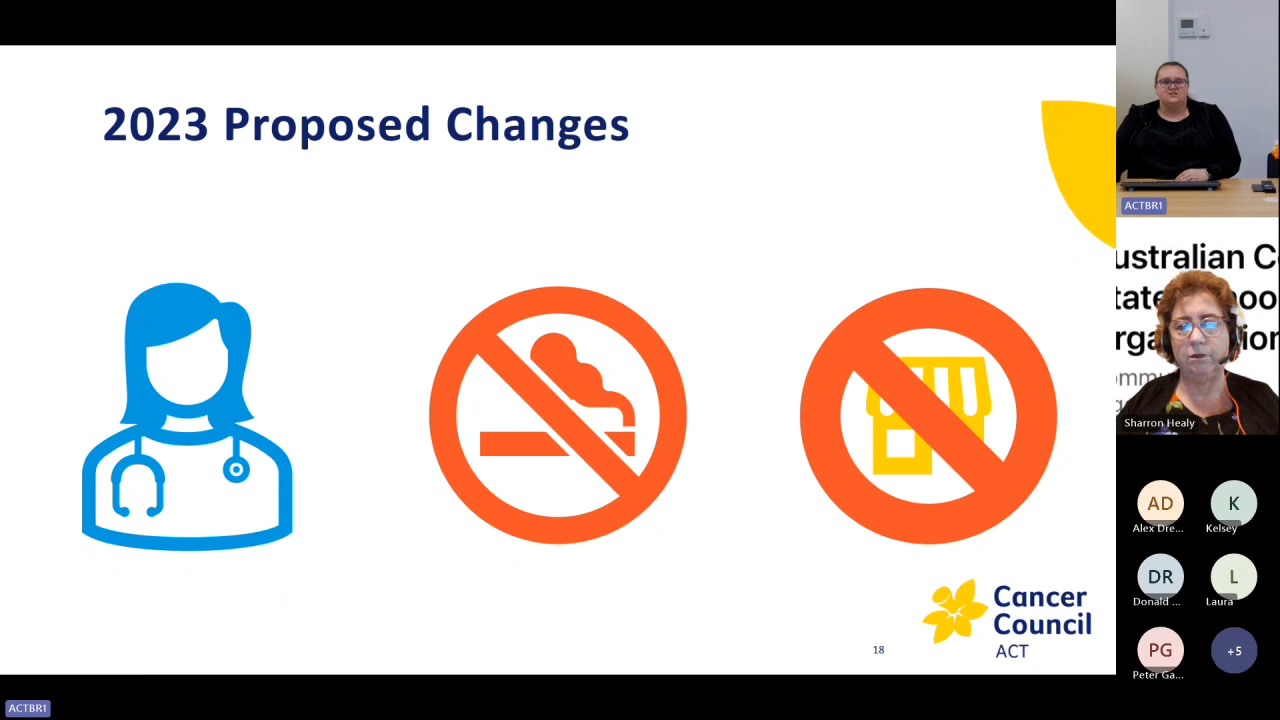 2023 Proposed Changes
Cancer
Council
ACT
18
ACTBR1
ustralian C
Sharron Healy
AD
Alex Dre...
K
Kelsey
DR
Donald ...
L
Laura
PG
Peter Ga...
+5
ACTBR1